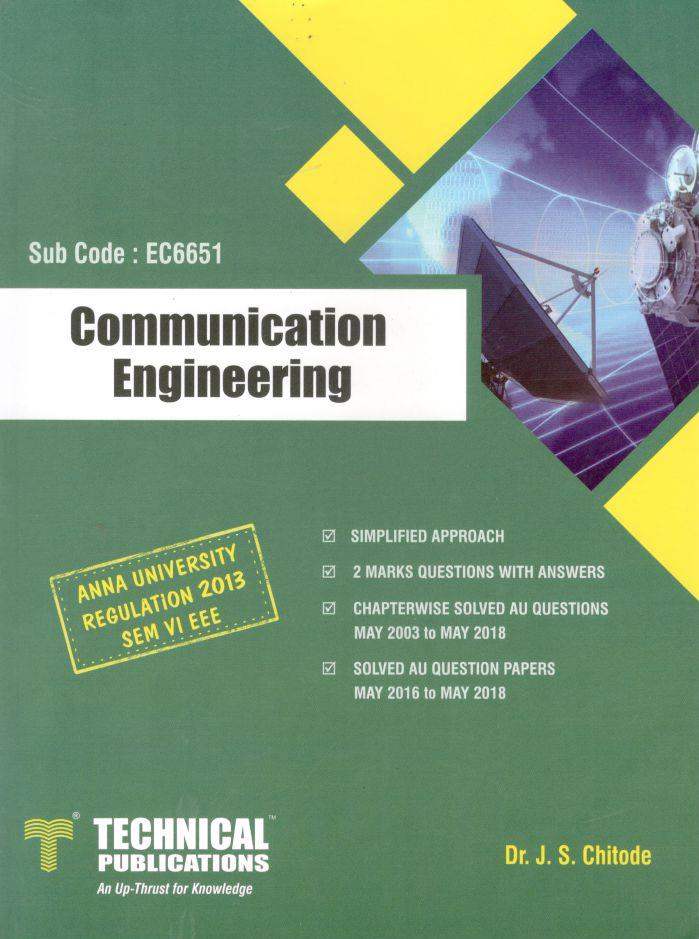 Sub Code : EC6651
Communication
Engineering
ANNA UNIVERSITY
REGULATiON 2013
SEM VI EEE
☑ SIMPLIFIED APPROACH
☑ 2 MARKS QUESTIONS WITH ANSWERS
☑ CHAPTERWISE SOLVED AU QUESTIONS
MAY 2003 to MAY 2018
☑ SOLVED AU QUESTION PAPERS
MAY 2016 to MAY 2018
® TECHNICAL™
PUBLICATIONS
An Up-Thrust for Knowledge
Dr. J. S. Chitode